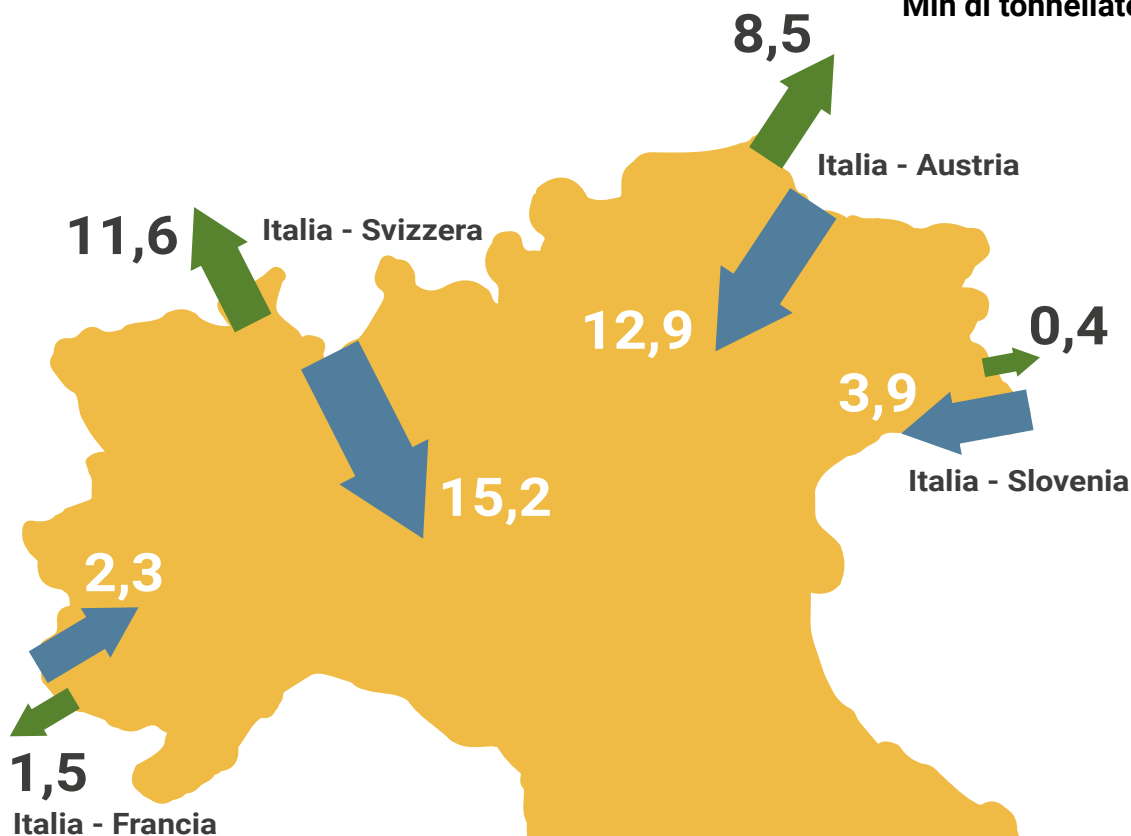 Mln di tonnellate
8,5
Italia - Austria
11,6
Italia - Svizzera
12,9
0,4
3,9
15,2
Italia - Slovenia
2,3
1,5
Italia - Francia